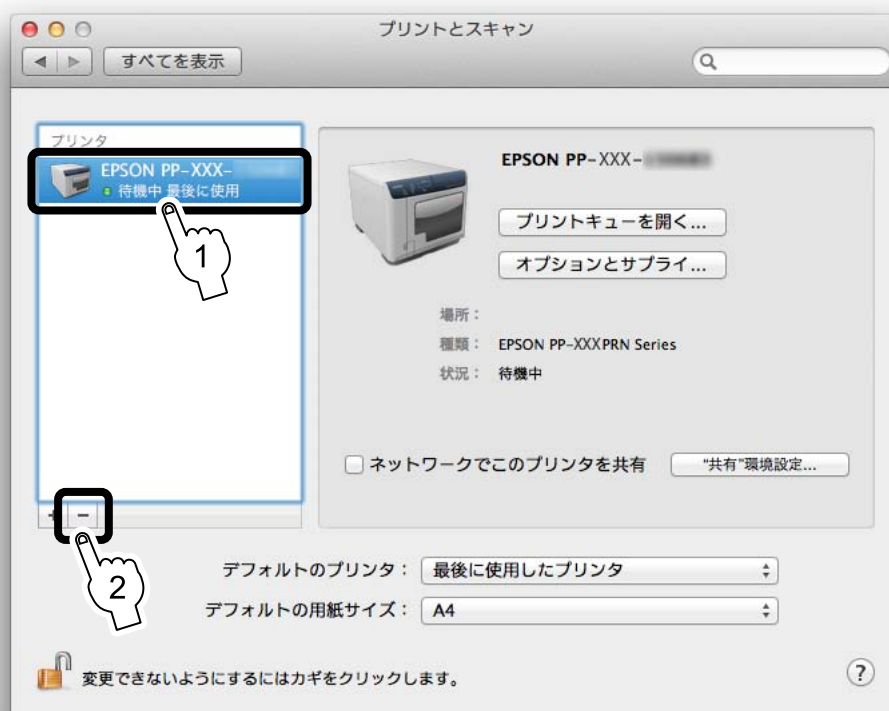 プリントとスキャン
すべてを表示
プリンタ
EPSON PP-XXX-
待機中 最後に使用
1
+ -
2
EPSON PP-XXX-
プリントキューを開く...
オプションとサプライ...
場所：
種類： EPSON PP-XXXPRN Series
状況： 待機中
ネットワークでこのプリンタを共有 "共有"環境設定...
デフォルトのプリンタ： 最後に使用したプリンタ
デフォルトの用紙サイズ： A4
変更できないようにするにはカギをクリックします。
?